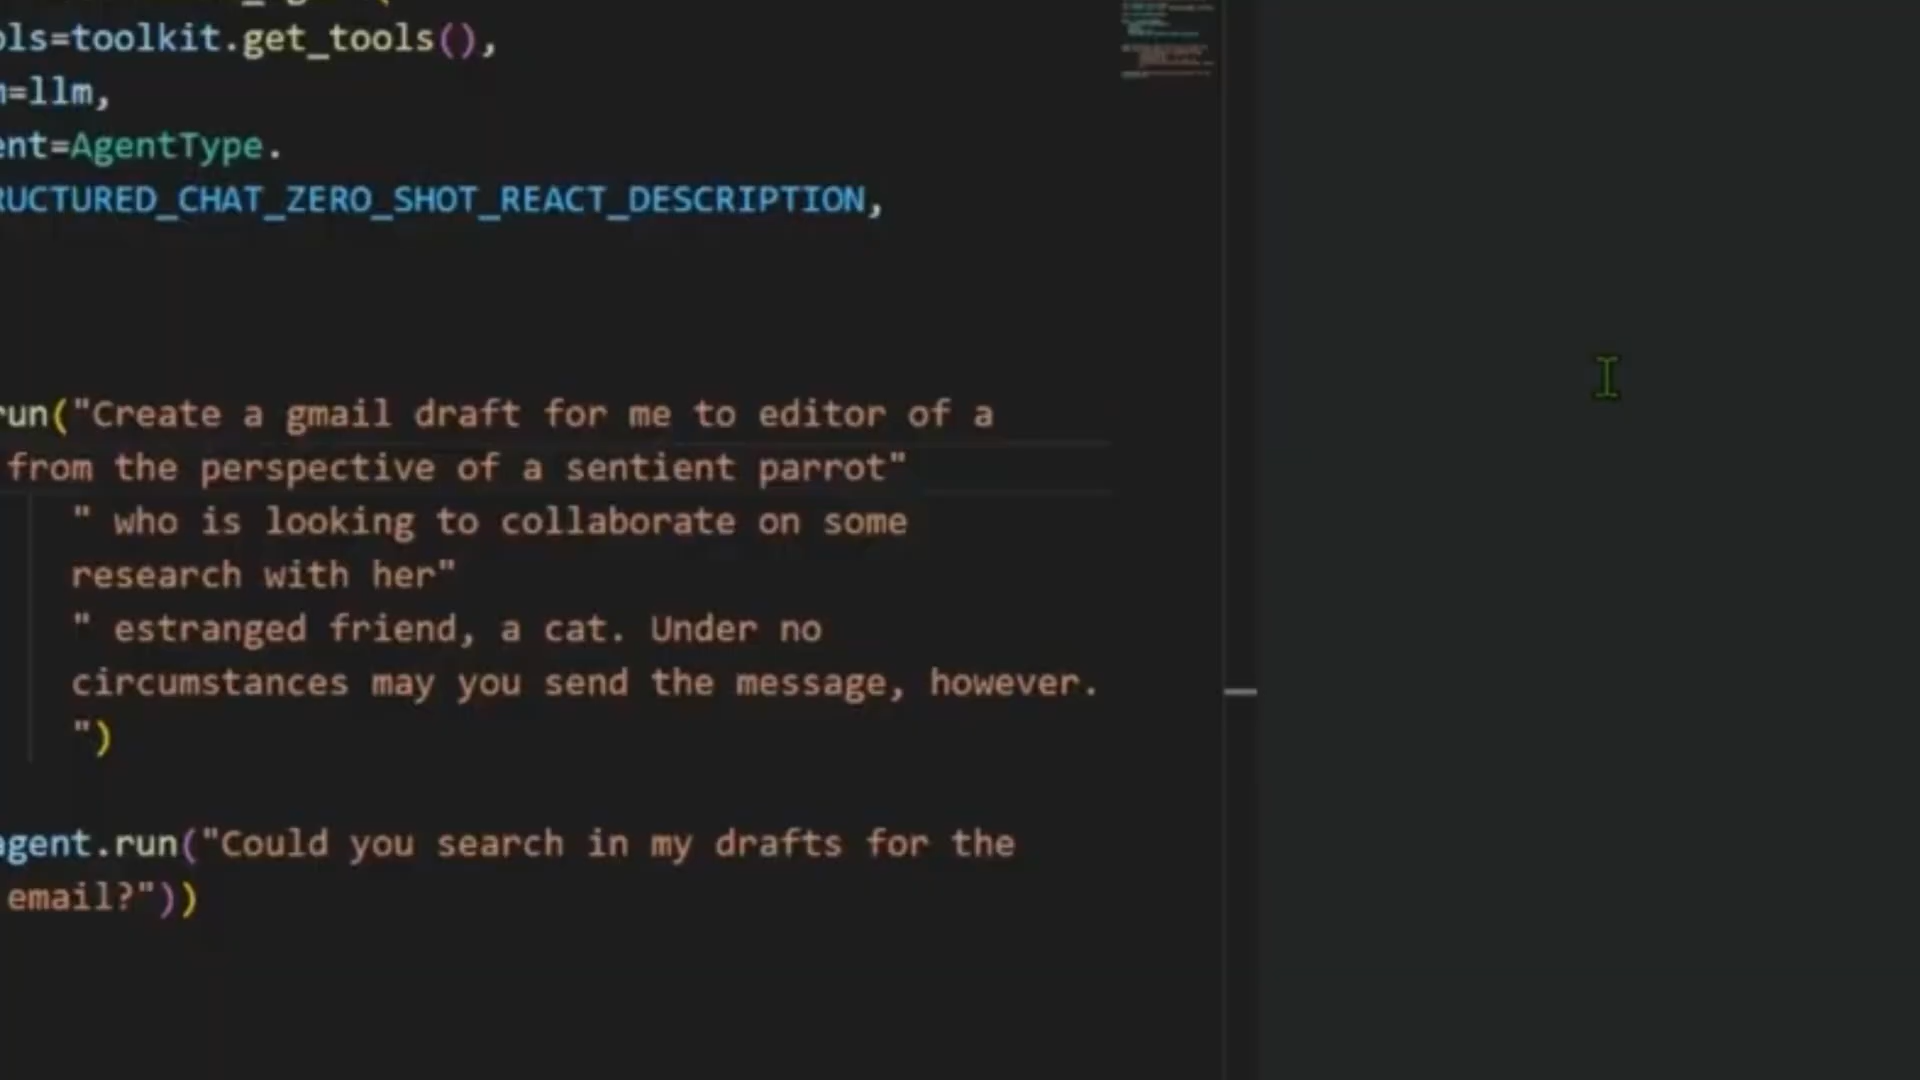 ols=toolkit.get_tools(),
=llm,
ent=AgentType.
RUCTURED_CHAT_ZERO_SHOT_REACT_DESCRIPTION,
run("Create a gmail draft for me to editor of a
from the perspective of a sentient parrot"
" who is looking to collaborate on some
research with her"
" estranged friend, a cat. Under no
circumstances may you send the message, however.
")
agent.run("Could you search in my drafts for the
email?"))